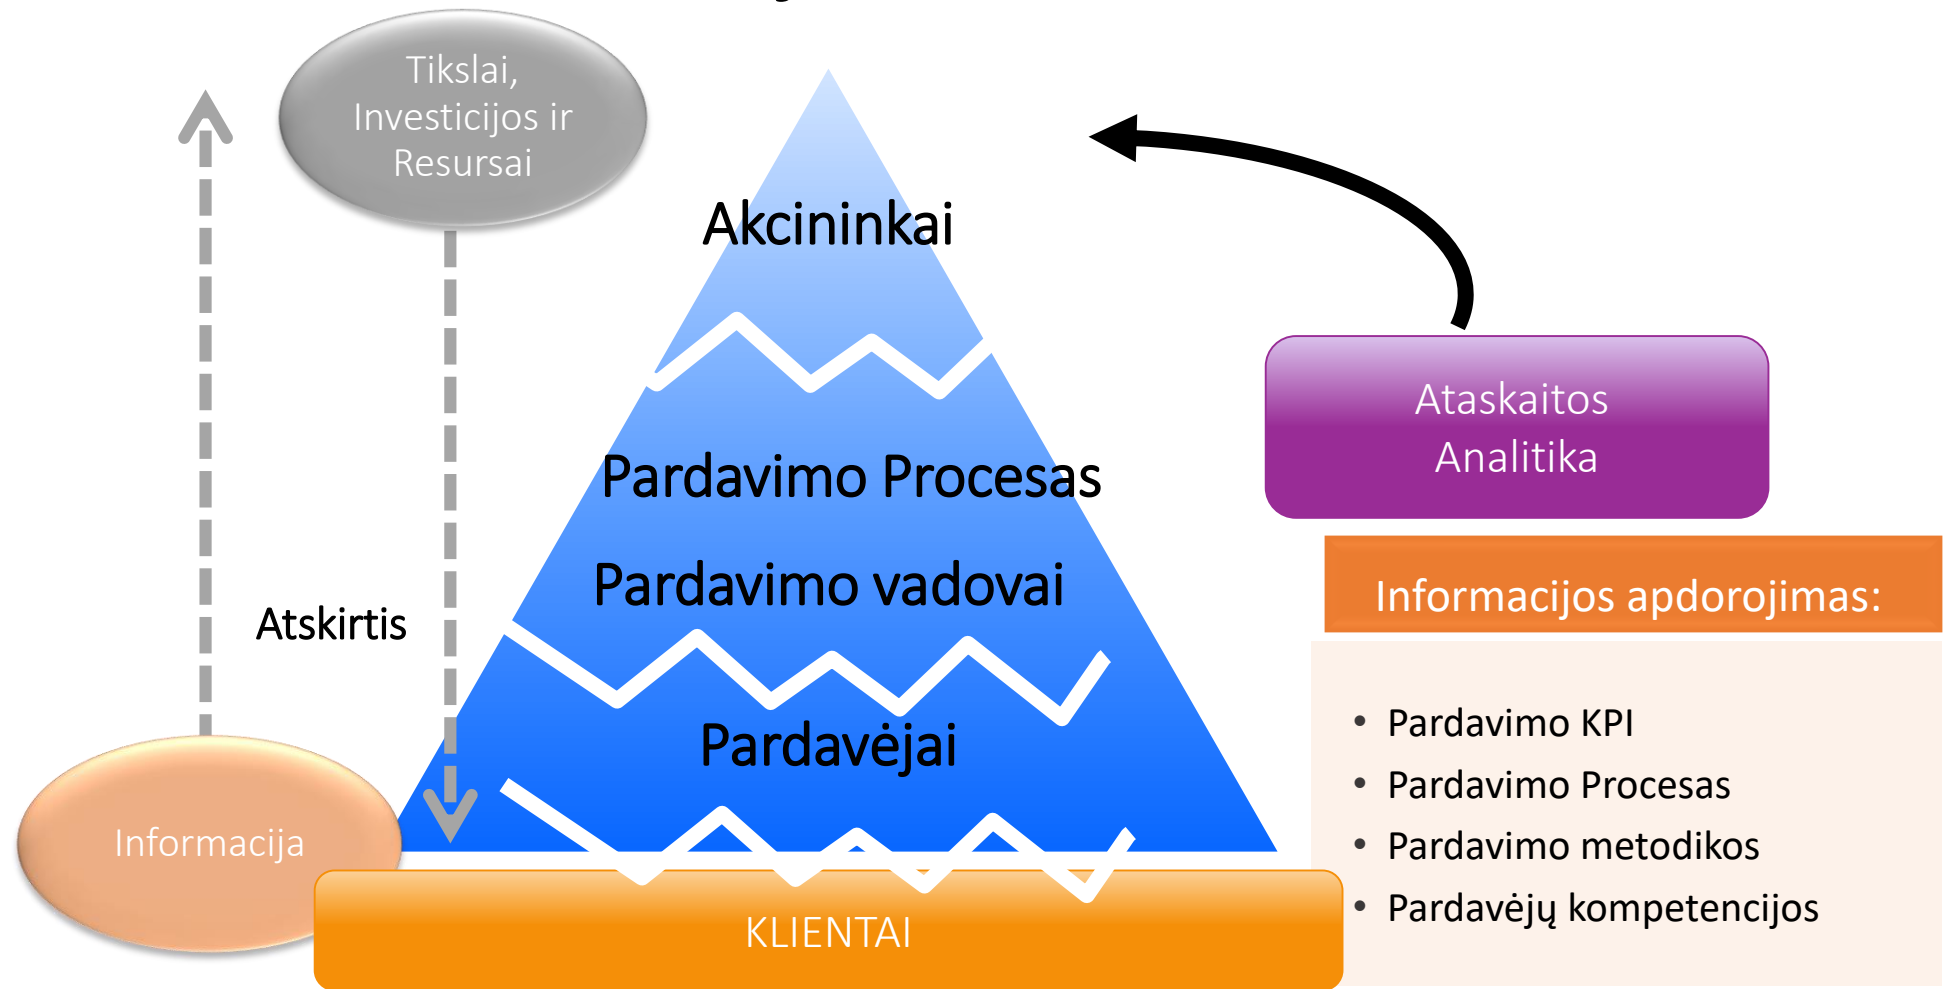 Tikslai,
Investicijos ir
Resursai
Akcininkai
Ataskaitos
Analitika
Pardavimo Procesas
Pardavimo vadovai
Informacijos apdorojimas:
Atskirtis
Pardavėjai
• Pardavimo KPI
• Pardavimo Procesas
• Pardavimo metodikos
• Pardavėjų kompetencijos
Informacija
KLIENTAI